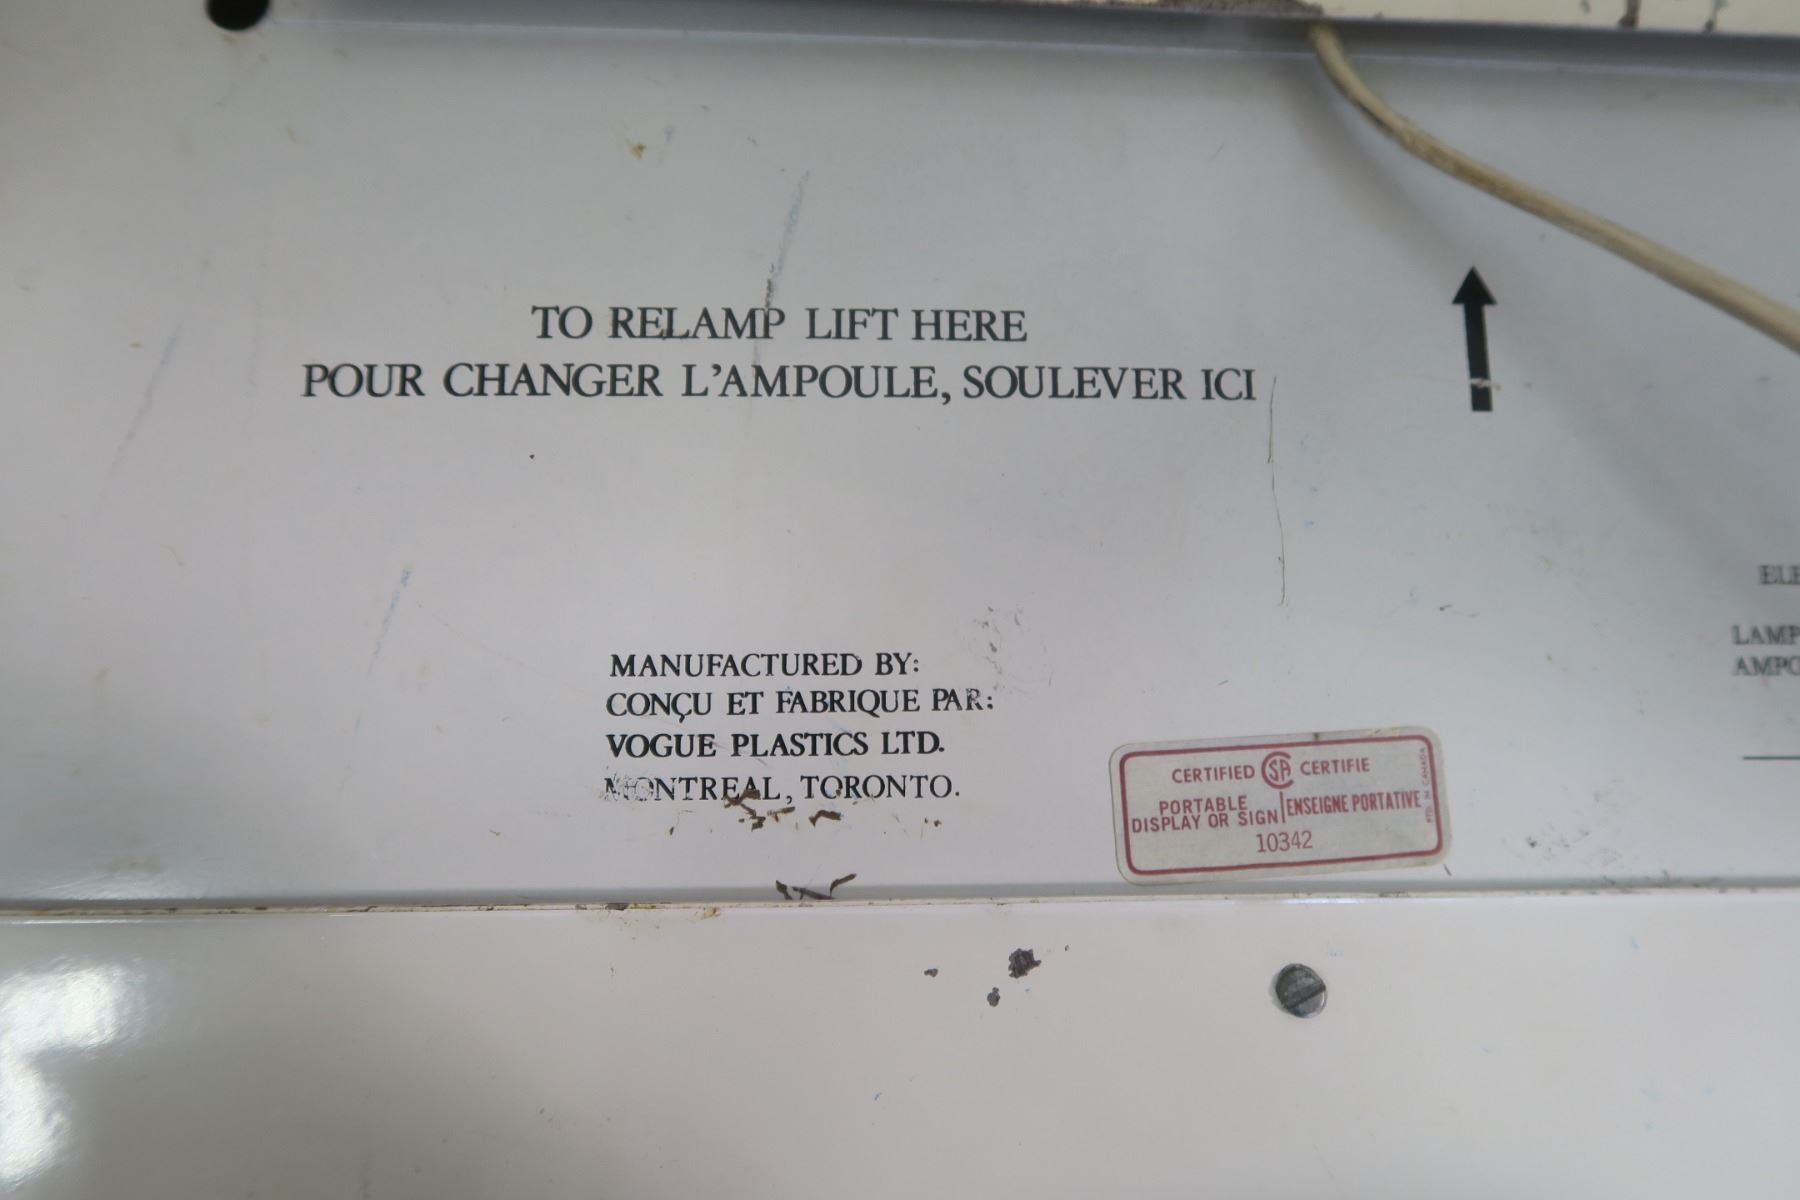 TO RELAMP LIFT HERE
POUR CHANGER L'AMPOULE, SOULEVER ICI
MANUFACTURED BY:
CONÇU ET FABRIQUE PAR:
VOGUE PLASTICS LTD.
MONTREAL, TORONTO.
CERTIFIED SA CERTIFIE
PORTABLE DISPLAY OR SIGN
ENSEIGNE PORTATIVE
10342